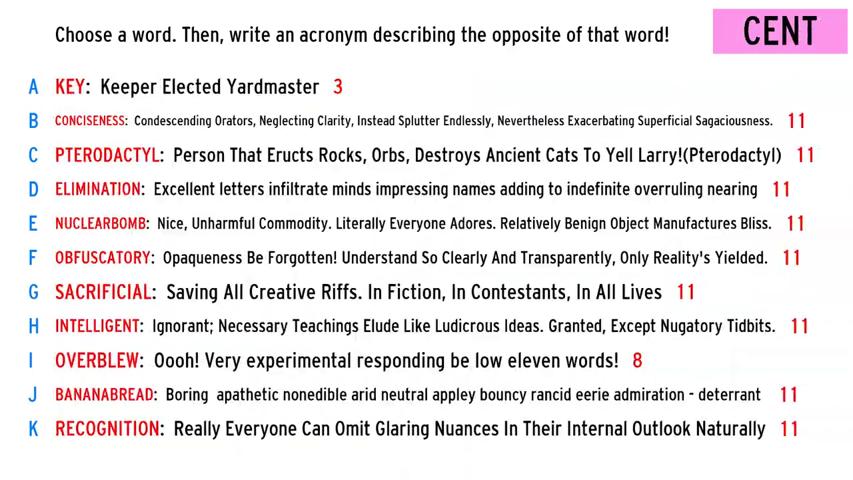 Choose a word. Then, write an acronym describing the opposite of that word!
CENT
A KEY: Keeper Elected Yardmaster 3
B CONCISENESS: Condescending Orators, Neglecting Clarity, Instead Splutter Endlessly, Nevertheless Exacerbating Superficial Sagaciousness. 11
C PTERODACTYL: Person That Eructs Rocks, Orbs, Destroys Ancient Cats To Yell Larry!(Pterodactyl) 11
D ELIMINATION: Excellent letters infiltrate minds impressing names adding to indefinite overruling nearing 11
E NUCLEARBOMB: Nice, Unharmful Commodity. Literally Everyone Adores. Relatively Benign Object Manufactures Bliss. 11
F OBFUSCATORY: Opaqueness Be Forgotten! Understand So Clearly And Transparently, Only Reality's Yielded. 11
G SACRIFICIAL: Saving All Creative Riffs. In Fiction, In Contestants, In All Lives 11
H INTELLIGENT: Ignorant; Necessary Teachings Elude Like Ludicrous Ideas. Granted, Except Nugatory Tidbits. 11
I OVERBLEW: Oooh! Very experimental responding be low eleven words! 8
J BANANABREAD: Boring apathetic nonedible arid neutral appley bouncy rancid eerie admiration - deterrant 11
K RECOGNITION: Really Everyone Can Omit Glaring Nuances In Their Internal Outlook Naturally 11